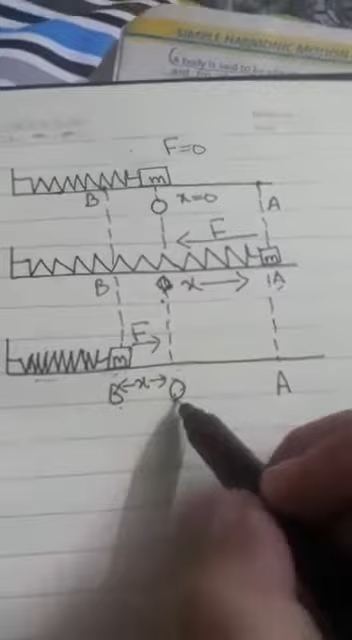 SIMPLE HARMONIC MOTION
F=0
m
B x=0 A
O
F
m
B O x A
F
m
B x O A